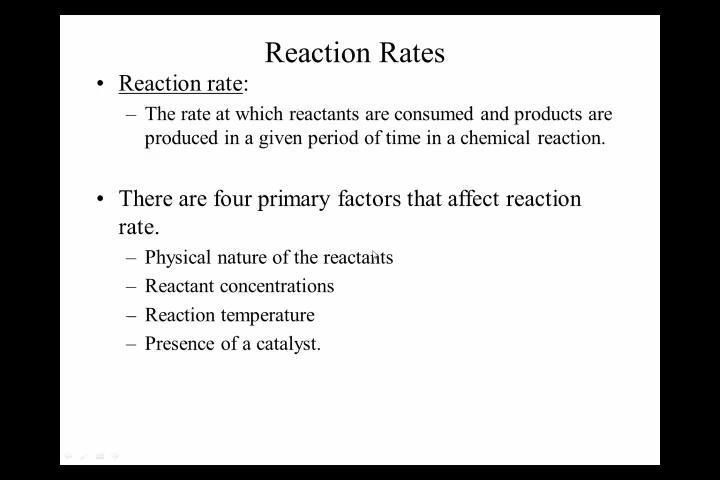 Reaction Rates
• Reaction rate:
– The rate at which reactants are consumed and products are
produced in a given period of time in a chemical reaction.
• There are four primary factors that affect reaction
rate.
– Physical nature of the reactants
– Reactant concentrations
– Reaction temperature
– Presence of a catalyst.